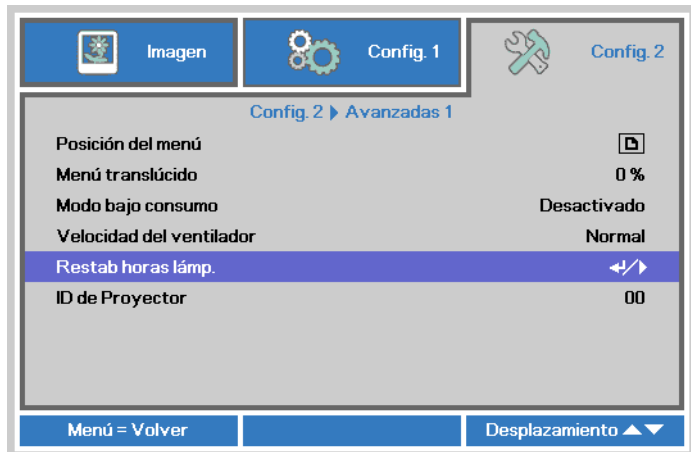 Imagen
Config. 1
Config. 2
Config. 2 ▶ Avanzadas 1
Posición del menú
Menú translúcido 0 %
Modo bajo consumo Desactivado
Velocidad del ventilador Normal
Restab horas lámp. ↵/▶
ID de Proyector 00
Menú = Volver
Desplazamiento ▲▼